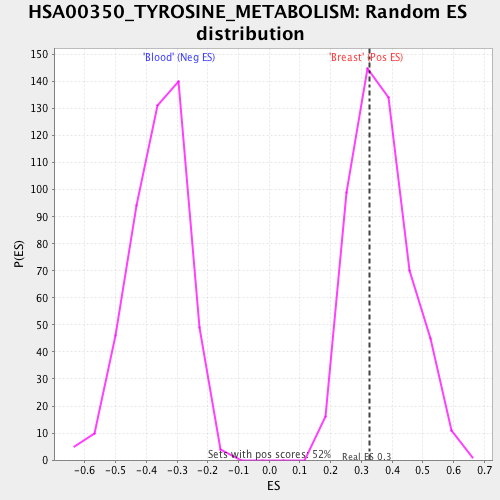 HSA00350_TYROSINE_METABOLISM: Random ES
distribution
'Blood' (Neg ES)
'Breast' (Pos ES)
150
140
130
120
110
100
90
80
70
60
50
40
30
20
10
0
P(ES)
Sets with pos scores: 52%
Real ES 0.3
-0.6 -0.5 -0.4 -0.3 -0.2 -0.1 0.0 0.1 0.2 0.3 0.4 0.5 0.6 0.7
ES